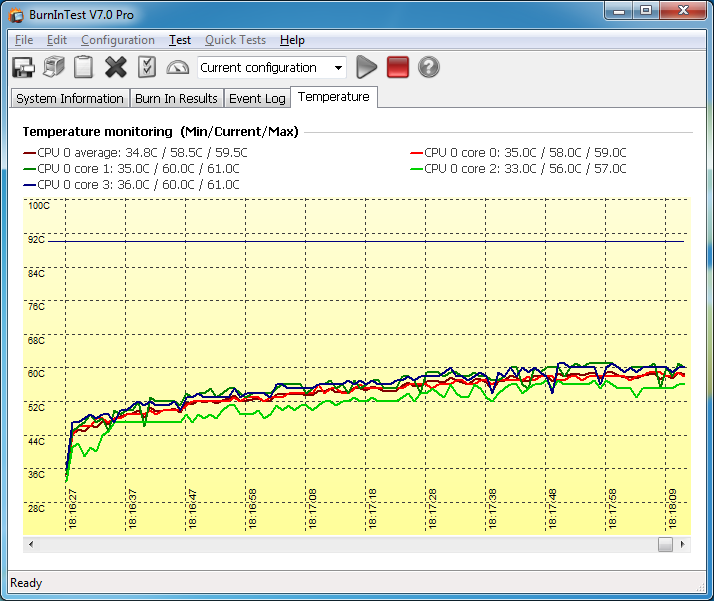 BurnInTest V7.0 Pro
File Edit Configuration Test Quick Tests Help
Current configuration
System Information Burn In Results Event Log Temperature
Temperature monitoring (Min/Current/Max)
CPU 0 average: 34.8C / 58.5C / 59.5C CPU 0 core 0: 35.0C / 58.0C / 59.0C
CPU 0 core 1: 35.0C / 60.0C / 61.0C CPU 0 core 2: 33.0C / 56.0C / 57.0C
CPU 0 core 3: 36.0C / 60.0C / 61.0C
100C
92C
84C
76C
68C
60C
52C
44C
36C
28C
18:16:27 18:16:37 18:16:47 18:16:58 18:17:08 18:17:18 18:17:28 18:17:38 18:17:48 18:17:58 18:18:09
Ready